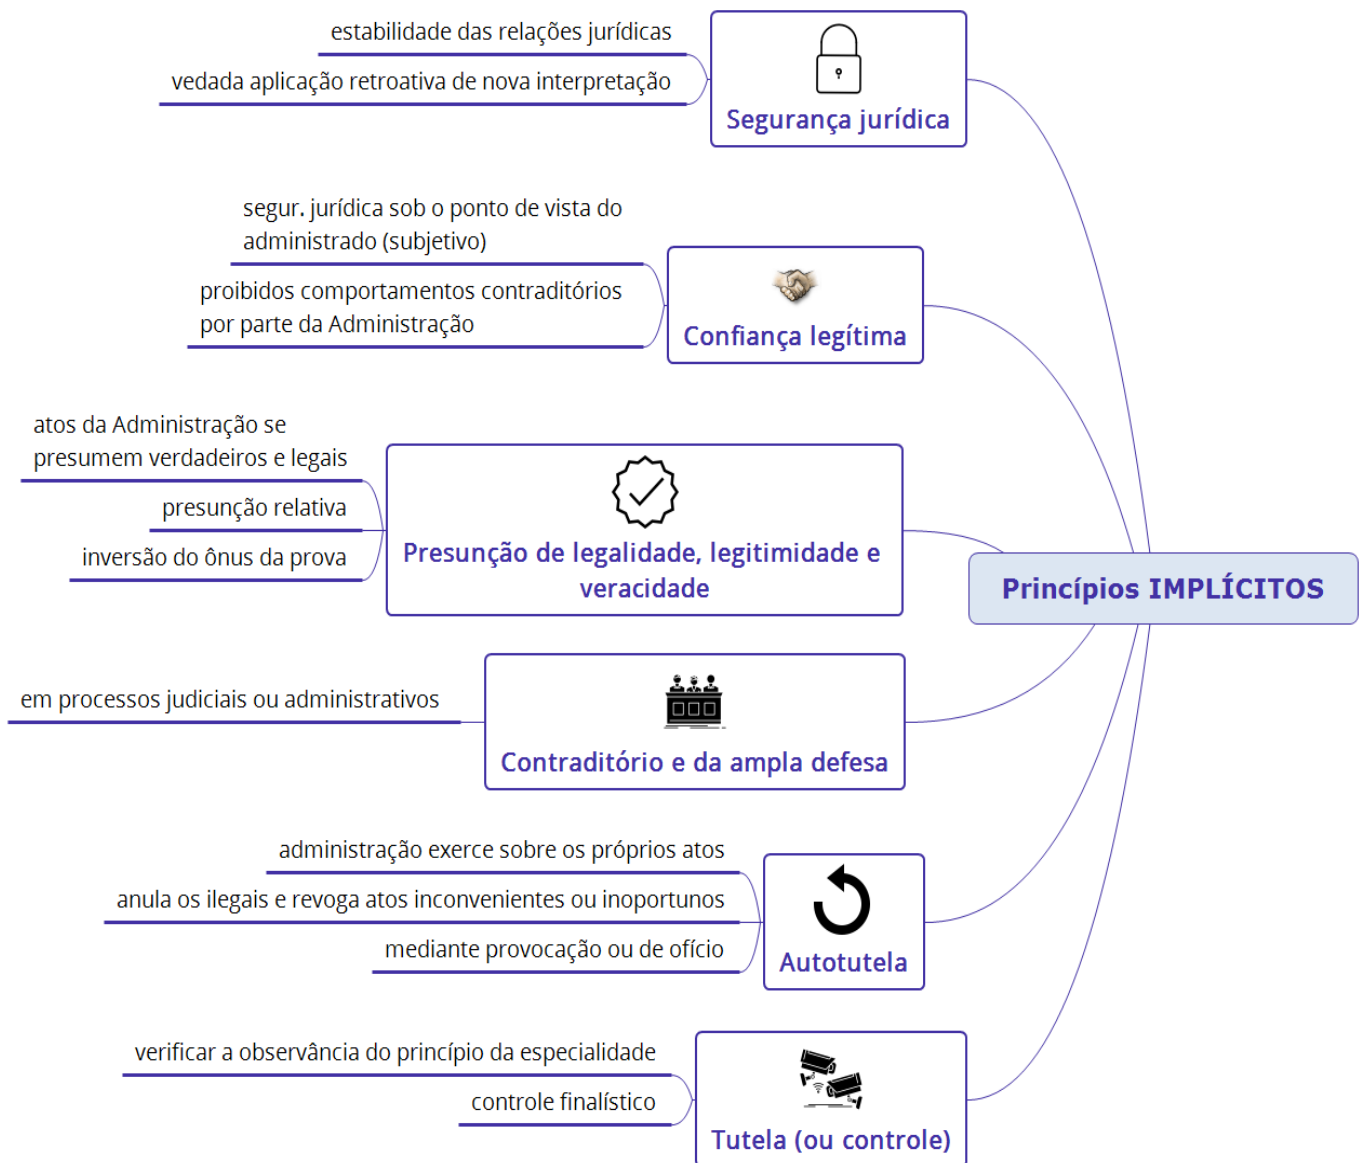 estabilidade das relações jurídicas
vedada aplicação retroativa de nova interpretação
Segurança jurídica
segur. jurídica sob o ponto de vista do
administrado (subjetivo)
proibidos comportamentos contraditórios
por parte da Administração
Confiança legítima
atos da Administração se
presumem verdadeiros e legais
presunção relativa
inversão do ônus da prova
Presunção de legalidade, legitimidade e
veracidade
Princípios IMPLÍCITOS
em processos judiciais ou administrativos
Contraditório e da ampla defesa
administração exerce sobre os próprios atos
anula os ilegais e revoga atos inconvenientes ou inoportunos
mediante provocação ou de ofício
Autotutela
verificar a observância do princípio da especialidade
controle finalístico
Tutela (ou controle)